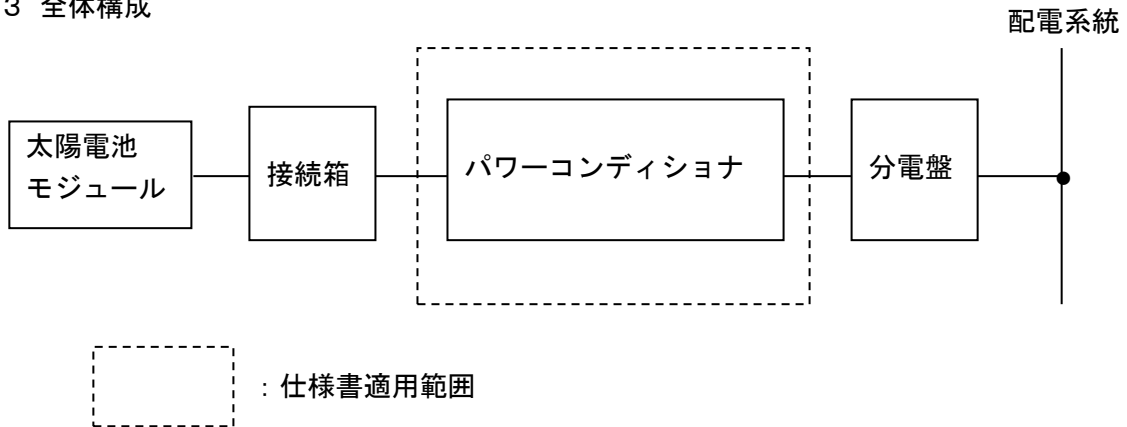 3 全体構成
配電系統
太陽電池
モジュール
接続箱
パワーコンディショナ
分電盤
：仕様書適用範囲